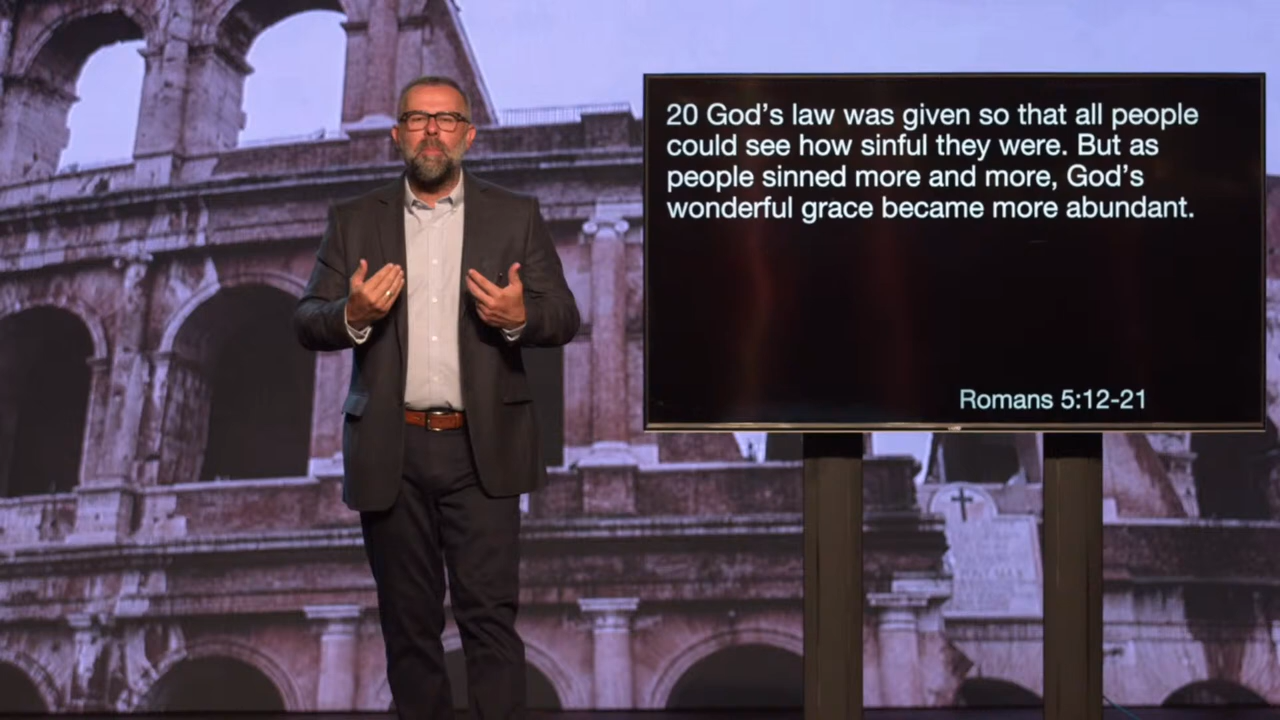 20 God's law was given so that all people
could see how sinful they were. But as
people sinned more and more, God's
wonderful grace became more abundant.
Romans 5:12-21